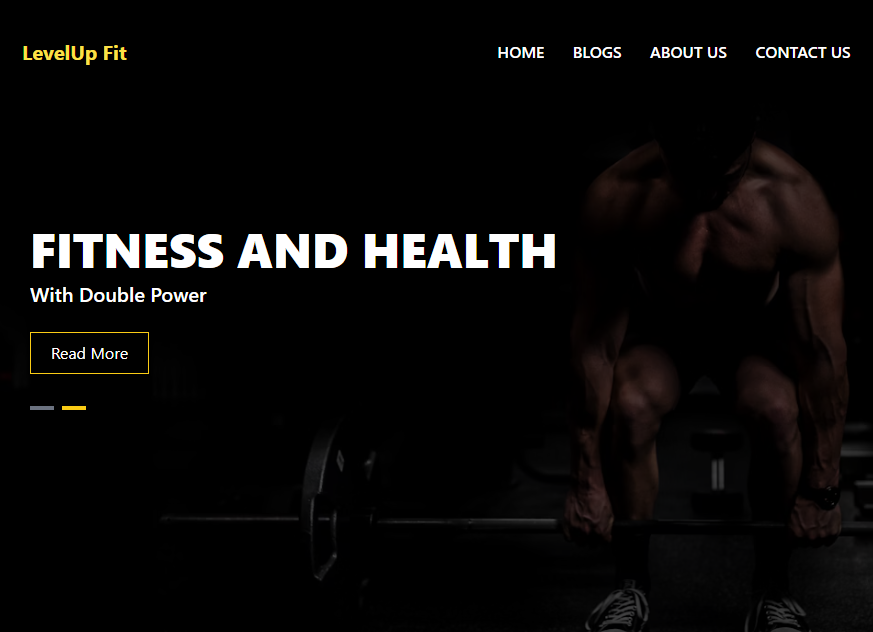 LevelUp Fit
HOME BLOGS ABOUT US CONTACT US
FITNESS AND HEALTH
With Double Power
Read More